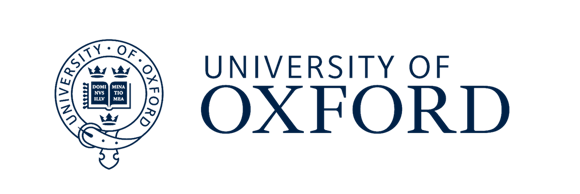 UNIVERSITY · OF · OXFORD
DOMI MINA
NVS TIO
ILLV MEA
UNIVERSITY OF
OXFORD